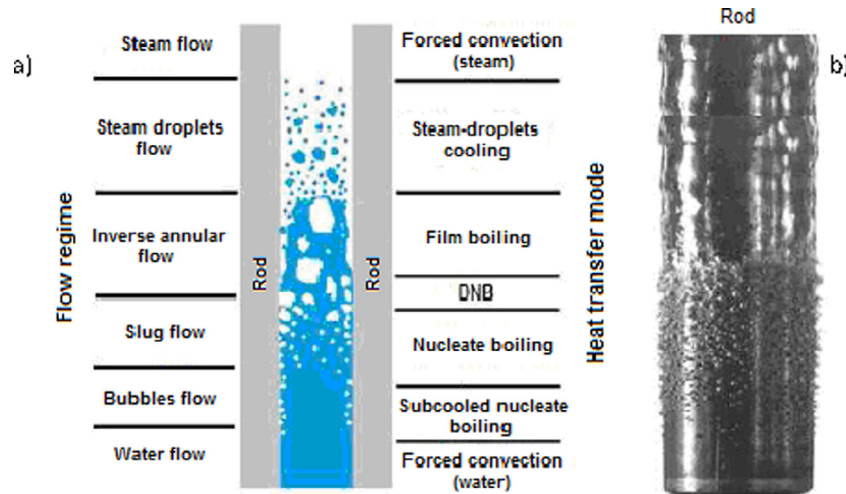 a)
Flow regime
Steam flow
Steam droplets
flow
Inverse annular
flow
Slug flow
Bubbles flow
Water flow
Rod
Rod
Forced convection
(steam)
Steam-droplets
cooling
Film boiling
DNB
Nucleate boiling
Subcooled nucleate
boiling
Forced convection
(water)
Heat transfer mode
Rod
b)